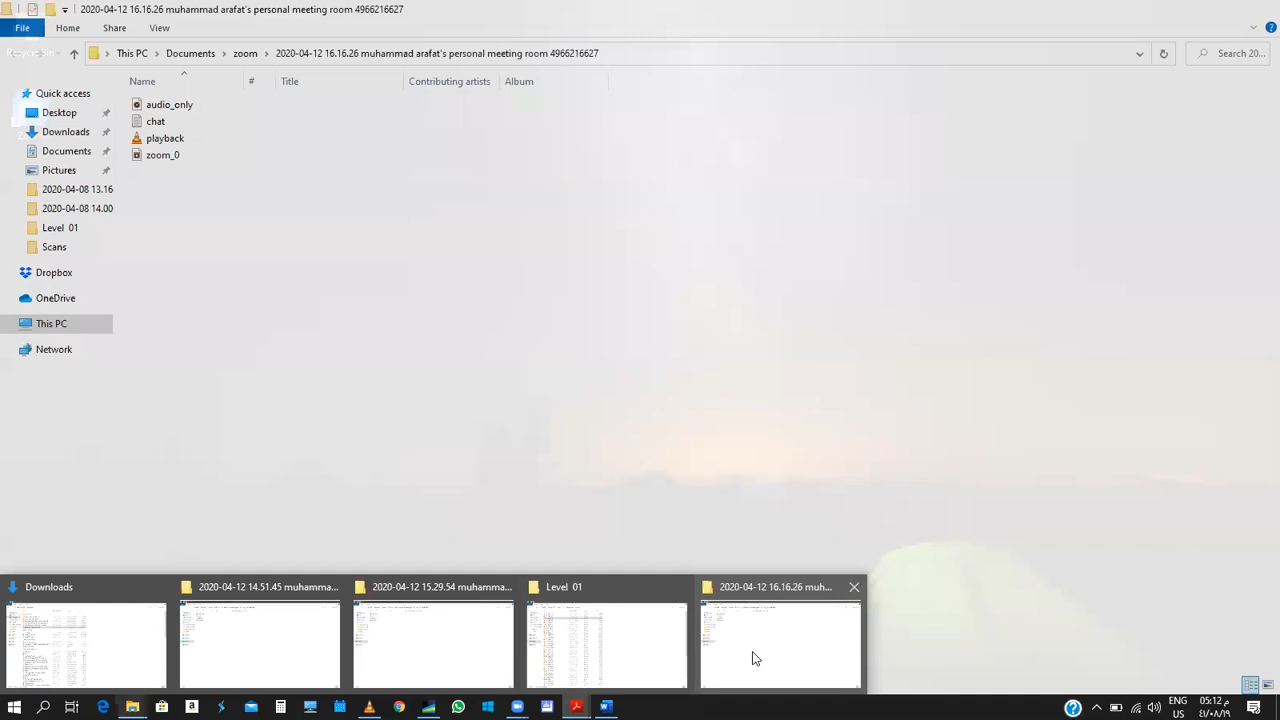 2020-04-12 16.16.26 muhammad arafat's personal meeting room 4966216627
File Home Share View
This PC Documents zoom 2020-04-12 16.16.26 muhammad arafat's personal meeting room 4966216627 Search 20...
Name # Title Contributing artists Album
Quick access
Desktop
Downloads
Documents
Pictures
2020-04-08 13.16
2020-04-08 14.00
Level 01
Scans
Dropbox
OneDrive
This PC
Network
audio_only
chat
playback
zoom_0
Downloads 2020-04-12 14.51.45 muhamma... 2020-04-12 15.29.54 muhammad... Level 01 2020-04-12 16.16.26 muh...
ENG 05:12 م
US